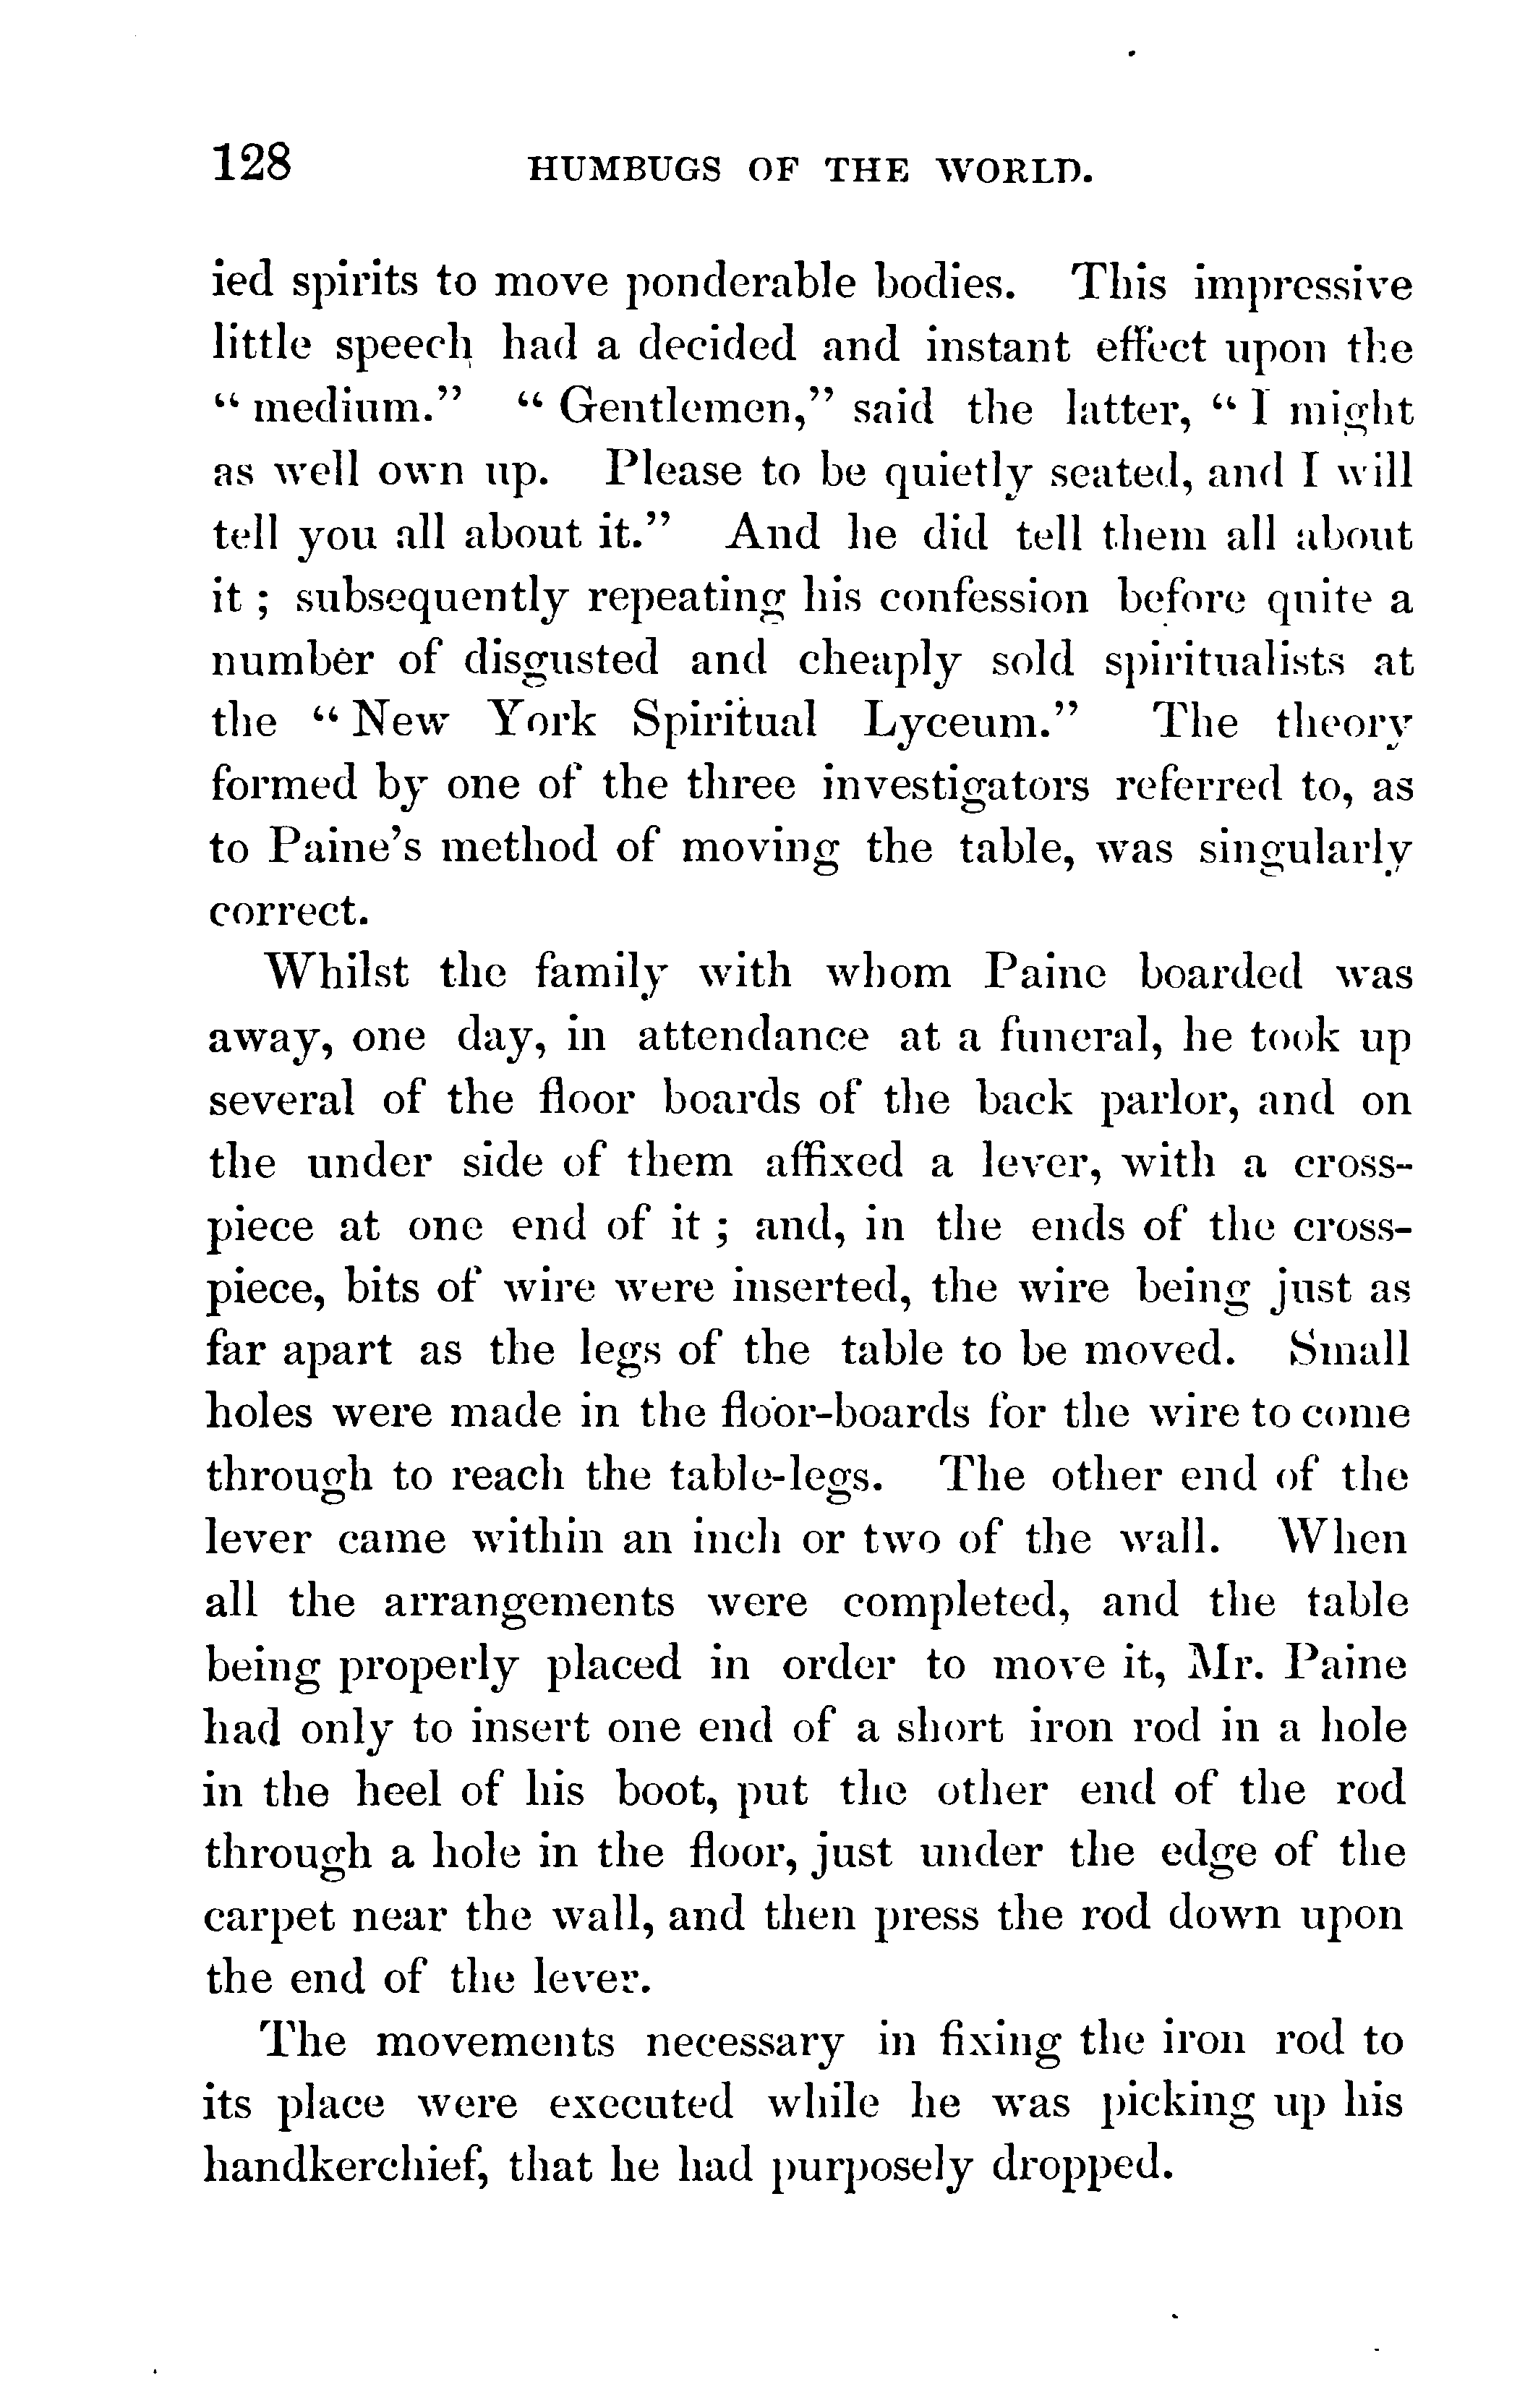 128 HUMBUGS OF THE WORLD.
ied spirits to move ponderable bodies. This impressive
little speech had a decided and instant effect upon the
“ medium.” “ Gentlemen,” said the latter, “ I might
as well own up. Please to be quietly seated, and I will
tell you all about it.” And he did tell them all about
it ; subsequently repeating his confession before quite a
number of disgusted and cheaply sold spiritualists at
the “ New York Spiritual Lyceum.” The theory
formed by one of the three investigators referred to, as
to Paine’s method of moving the table, was singularly
correct.
Whilst the family with whom Paine boarded was
away, one day, in attendance at a funeral, he took up
several of the floor boards of the back parlor, and on
the under side of them affixed a lever, with a cross-
piece at one end of it ; and, in the ends of the cross-
piece, bits of wire were inserted, the wire being just as
far apart as the legs of the table to be moved. Small
holes were made in the floor-boards for the wire to come
through to reach the table-legs. The other end of the
lever came within an inch or two of the wall. When
all the arrangements were completed, and the table
being properly placed in order to move it, Mr. Paine
had only to insert one end of a short iron rod in a hole
in the heel of his boot, put the other end of the rod
through a hole in the floor, just under the edge of the
carpet near the wall, and then press the rod down upon
the end of the lever.
The movements necessary in fixing the iron rod to
its place were executed while he was picking up his
handkerchief, that he had purposely dropped.